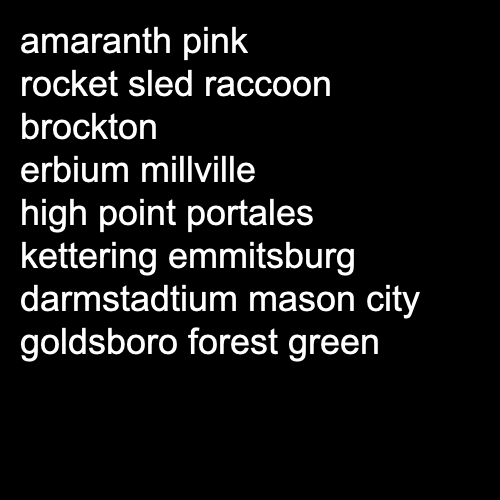 amaranth pink
rocket sled raccoon
brockton
erbium millville
high point portales
kettering emmitsburg
darmstadtium mason city
goldsboro forest green